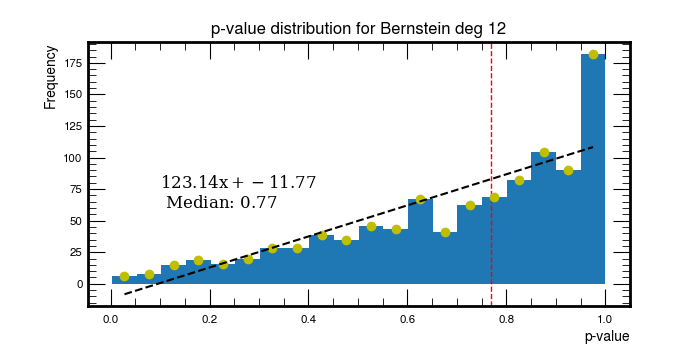 p-value distribution for Bernstein deg 12
Frequency
175
150
125
100
75
50
25
0
123.14x + −11.77
Median: 0.77
0.0 0.2 0.4 0.6 0.8 1.0
p-value